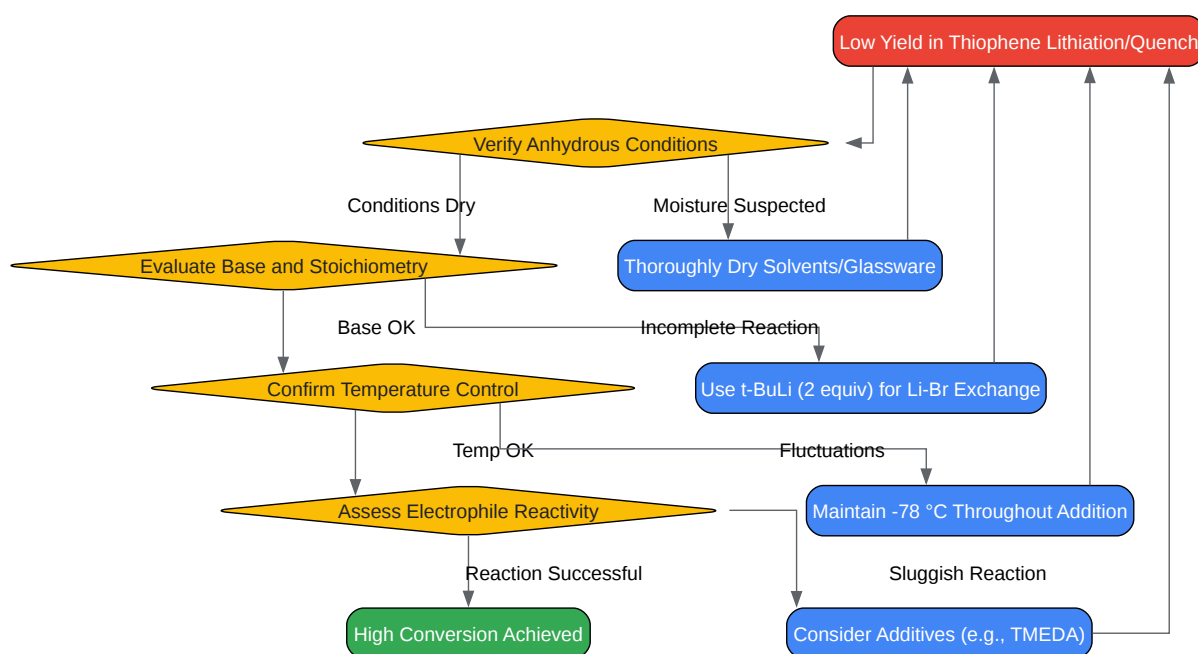 Low Yield in Thiophene Lithiation/Quench
Verify Anhydrous Conditions
Conditions Dry
Moisture Suspected
Evaluate Base and Stoichiometry
Thoroughly Dry Solvents/Glassware
Base OK
Incomplete Reaction
Confirm Temperature Control
Use t-BuLi (2 equiv) for Li-Br Exchange
Temp OK
Fluctuations
Assess Electrophile Reactivity
Maintain -78 °C Throughout Addition
Reaction Successful
Sluggish Reaction
High Conversion Achieved
Consider Additives (e.g., TMEDA)